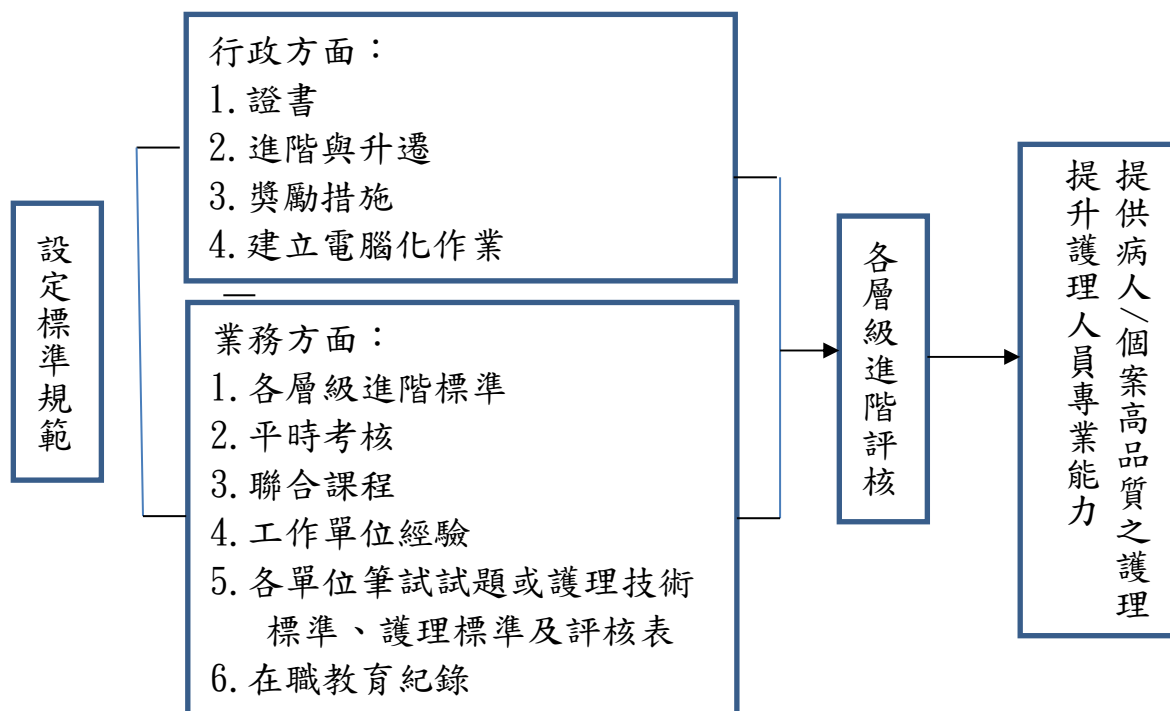 設定標準規範
行政方面：
1.證書
2.進階與升遷
3.獎勵措施
4.建立電腦化作業
業務方面：
1.各層級進階標準
2.平時考核
3.聯合課程
4.工作單位經驗
5.各單位筆試試題或護理技術
標準、護理標準及評核表
6.在職教育紀錄
各層級進階評核
提供病人/個案高品質之護理
提升護理人員專業能力